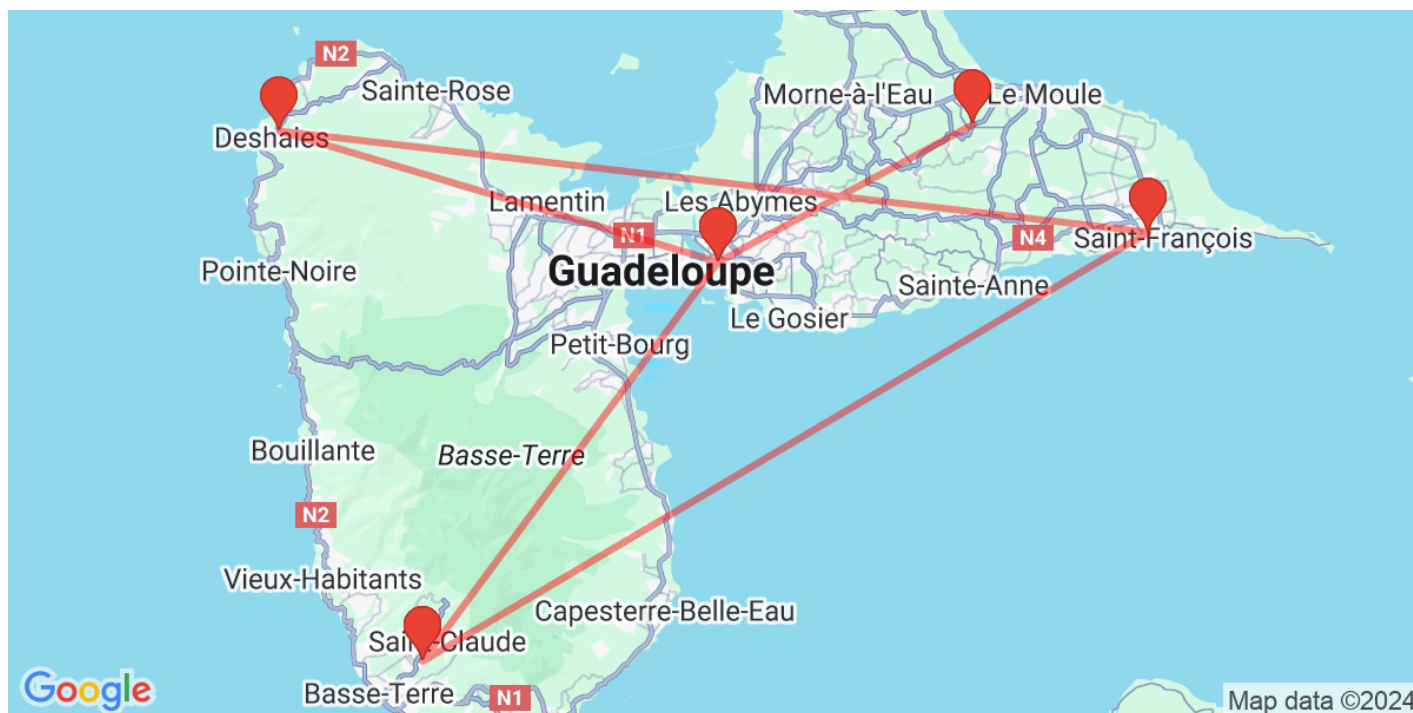 N2
Sainte-Rose
Morne-à-l'Eau
Le Moule
Deshaies
Lamentin
Les Abymes
N1
N4
Saint-François
Pointe-Noire
Guadeloupe
Sainte-Anne
Le Gosier
Petit-Bourg
Bouillante
Basse-Terre
N2
Vieux-Habitants
Capesterre-Belle-Eau
Saint-Claude
Basse-Terre
N1
Google
Map data ©2024